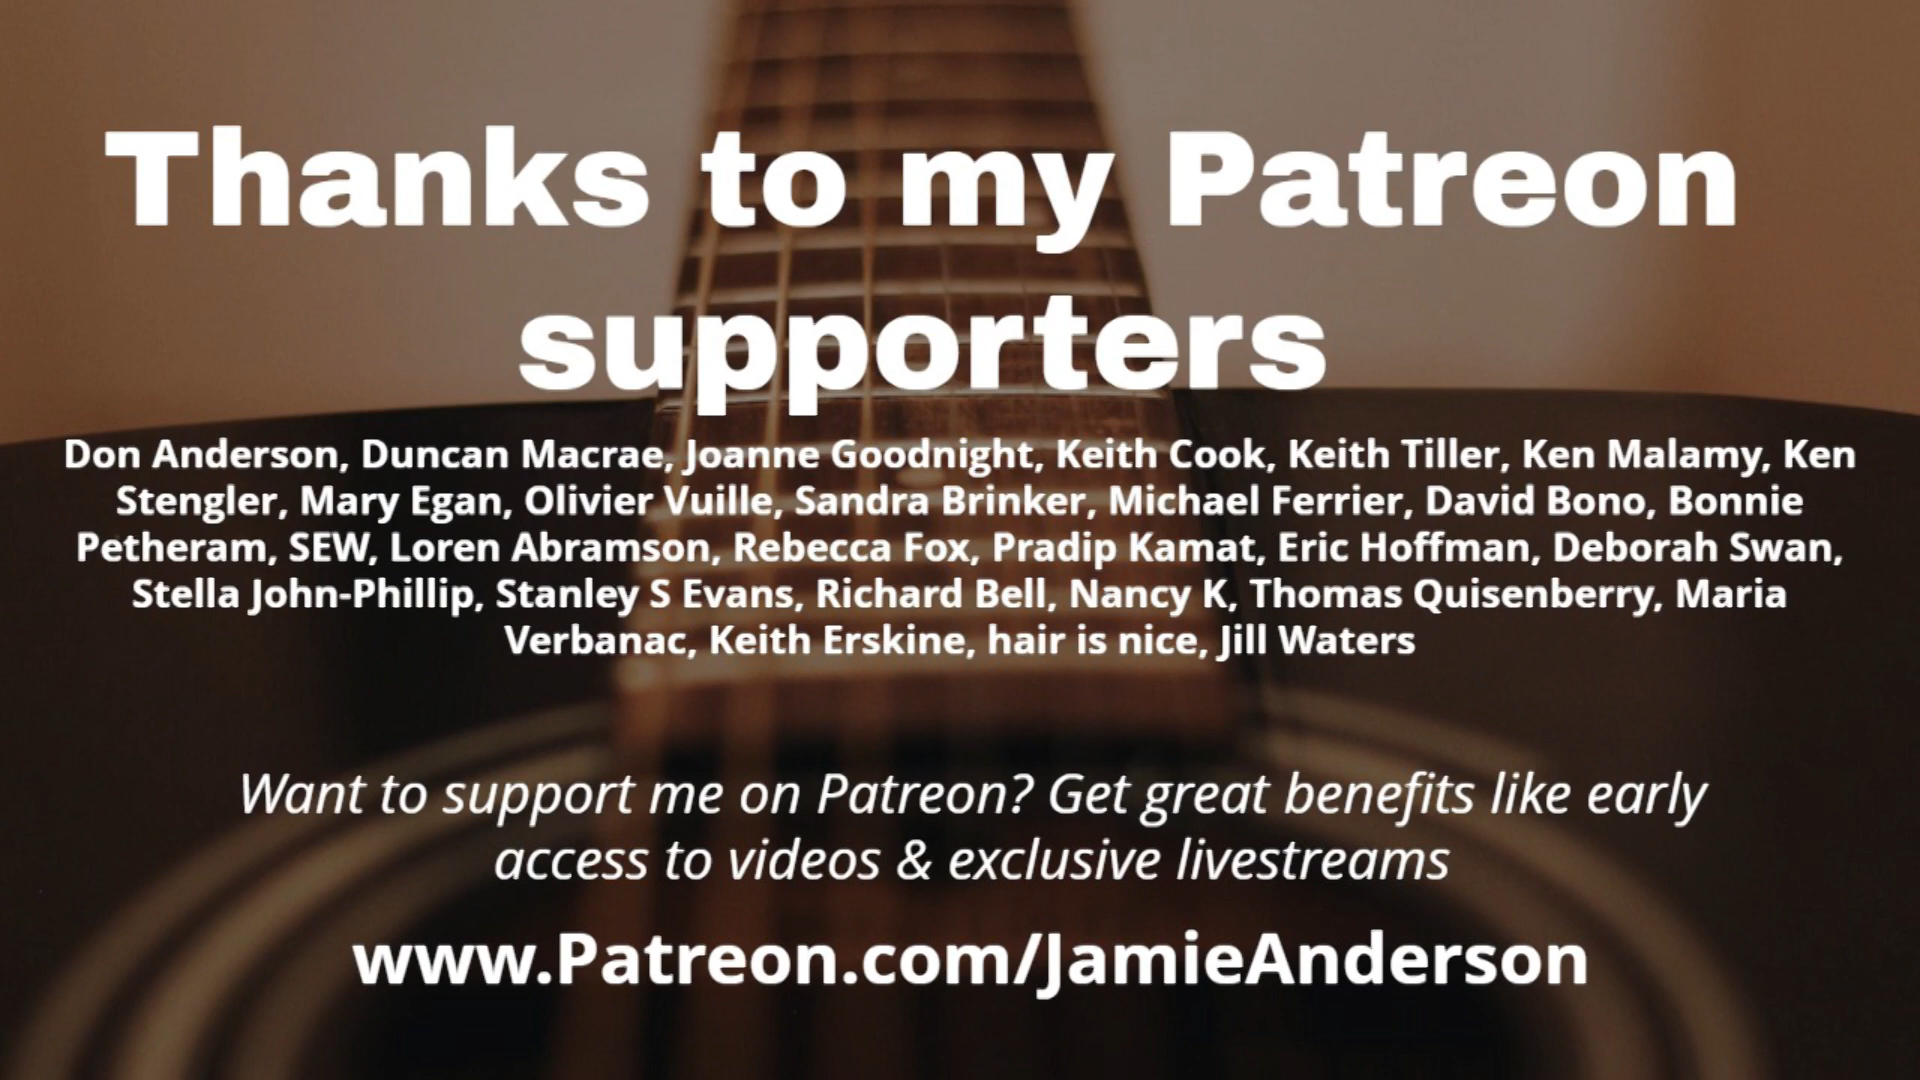 Thanks to my Patreon
supporters
Don Anderson, Duncan Macrae, Joanne Goodnight, Keith Cook, Keith Tiller, Ken Malamy, Ken
Stengler, Mary Egan, Olivier Vuille, Sandra Brinker, Michael Ferrier, David Bono, Bonnie
Petheram, SEW, Loren Abramson, Rebecca Fox, Pradip Kamat, Eric Hoffman, Deborah Swan,
Stella John-Phillip, Stanley S Evans, Richard Bell, Nancy K, Thomas Quisenberry, Maria
Verbanac, Keith Erskine, hair is nice, Jill Waters
Want to support me on Patreon? Get great benefits like early
access to videos & exclusive livestreams
www.Patreon.com/JamieAnderson